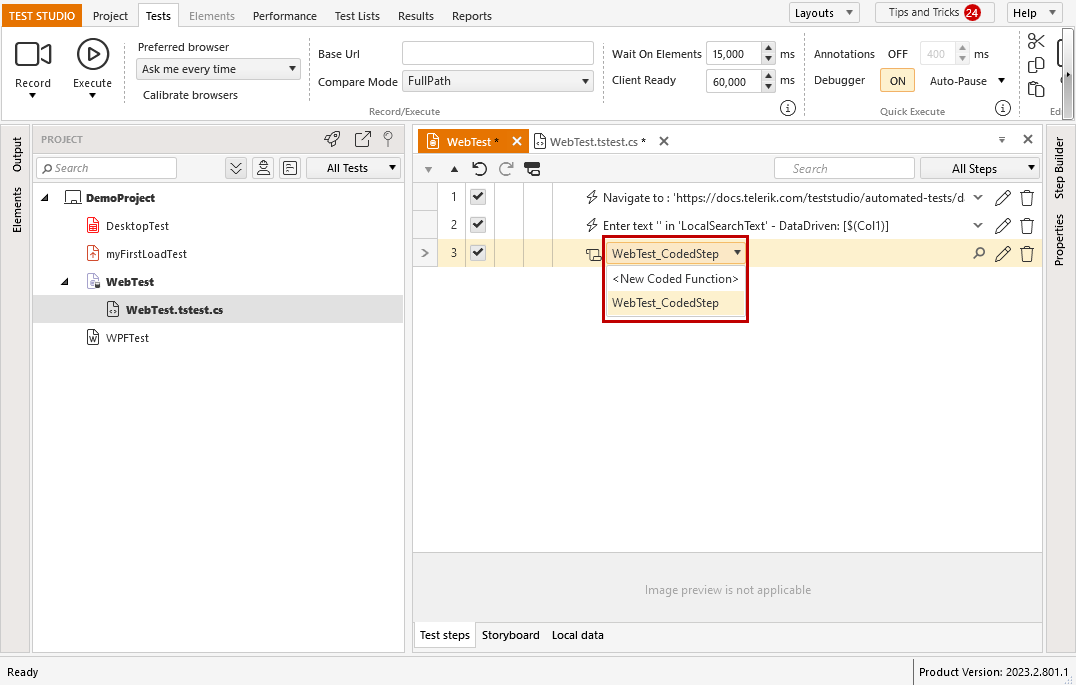 TEST STUDIO Project Tests Elements Performance Test Lists Results Reports Layouts Tips and Tricks 24 Help
Record
Execute
Preferred browser
Ask me every time
Calibrate browsers
Base Url
Compare Mode FullPath
Record/Execute
Wait On Elements 15,000 ms
Client Ready 60,000 ms
Annotations OFF 400 ms
Debugger ON Auto-Pause
Quick Execute
Edi
Output
Elements
PROJECT
Search
All Tests
DemoProject
DesktopTest
myFirstLoadTest
WebTest
WebTest.tstest.cs
WPFTest
WebTest * WebTest.tstest.cs *
Search All Steps
1 Navigate to : 'https://docs.telerik.com/teststudio/automated-tests/d
2 Enter text '' in 'LocalSearchText' - DataDriven: [$(Col1)]
3 WebTest_CodedStep
<New Coded Function>
WebTest_CodedStep
Image preview is not applicable
Test steps Storyboard Local data
Step Builder
Properties
Ready
Product Version: 2023.2.801.1